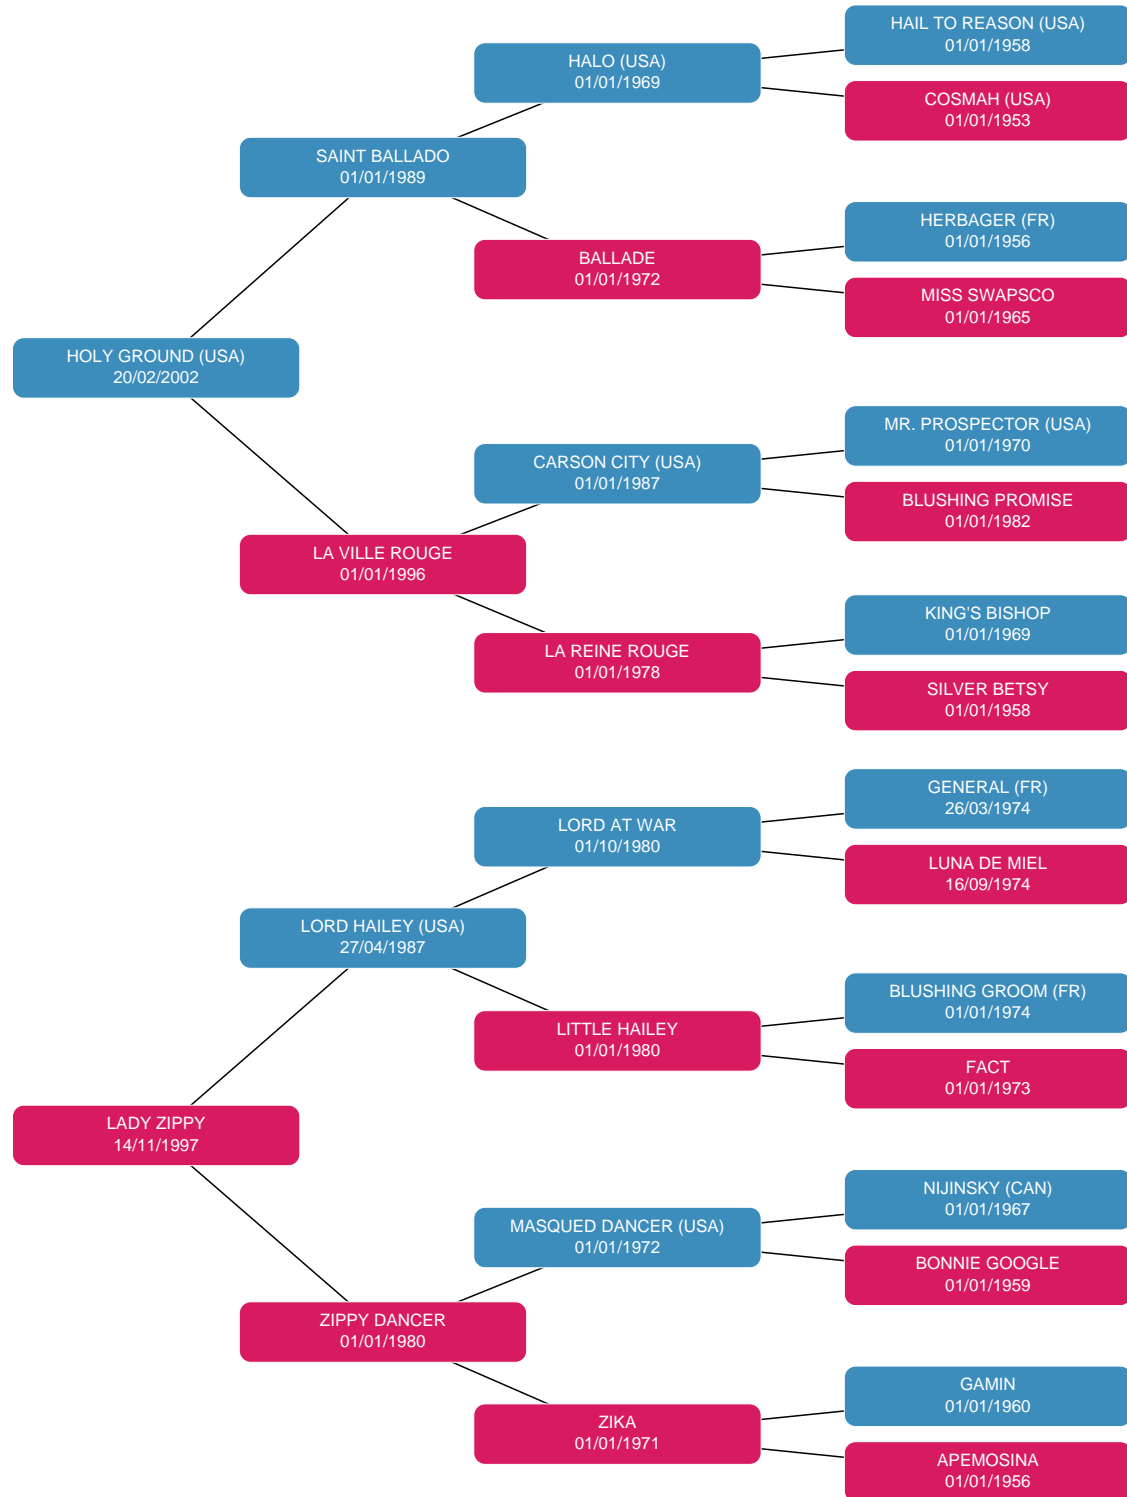 HAIL TO REASON (USA)
01/01/1958
HALO (USA)
01/01/1969
COSMAH (USA)
01/01/1953
SAINT BALLADO
01/01/1989
HERBAGER (FR)
01/01/1956
BALLADE
01/01/1972
MISS SWAPSCO
01/01/1965
HOLY GROUND (USA)
20/02/2002
MR. PROSPECTOR (USA)
01/01/1970
CARSON CITY (USA)
01/01/1987
BLUSHING PROMISE
01/01/1982
LA VILLE ROUGE
01/01/1996
KING'S BISHOP
01/01/1969
LA REINE ROUGE
01/01/1978
SILVER BETSY
01/01/1958
GENERAL (FR)
26/03/1974
LORD AT WAR
01/10/1980
LUNA DE MIEL
16/09/1974
LORD HAILEY (USA)
27/04/1987
BLUSHING GROOM (FR)
01/01/1974
LITTLE HAILEY
01/01/1980
FACT
01/01/1973
LADY ZIPPY
14/11/1997
NIJINSKY (CAN)
01/01/1967
MASQUED DANCER (USA)
01/01/1972
BONNIE GOOGLE
01/01/1959
ZIPPY DANCER
01/01/1980
GAMIN
01/01/1960
ZIKA
01/01/1971
APEMOSINA
01/01/1956